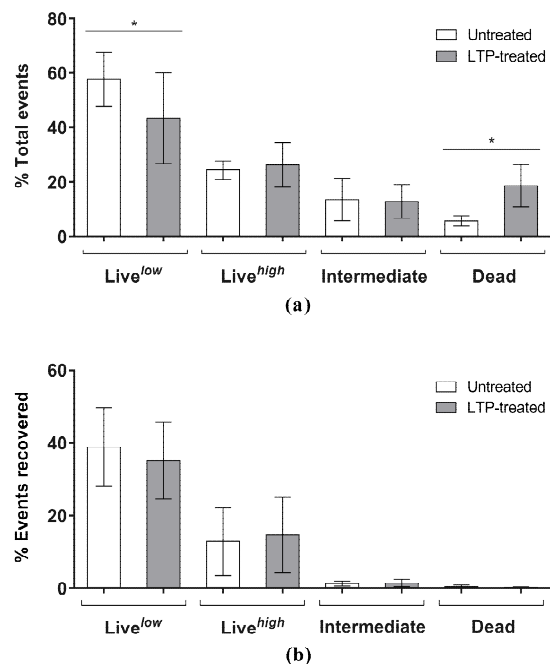 80
60
40
20
0
% Total events
*
*
Untreated
LTP-treated
Live^low
Live^high
Intermediate
Dead
(a)
60
40
20
0
% Events recovered
Untreated
LTP-treated
Live^low
Live^high
Intermediate
Dead
(b)